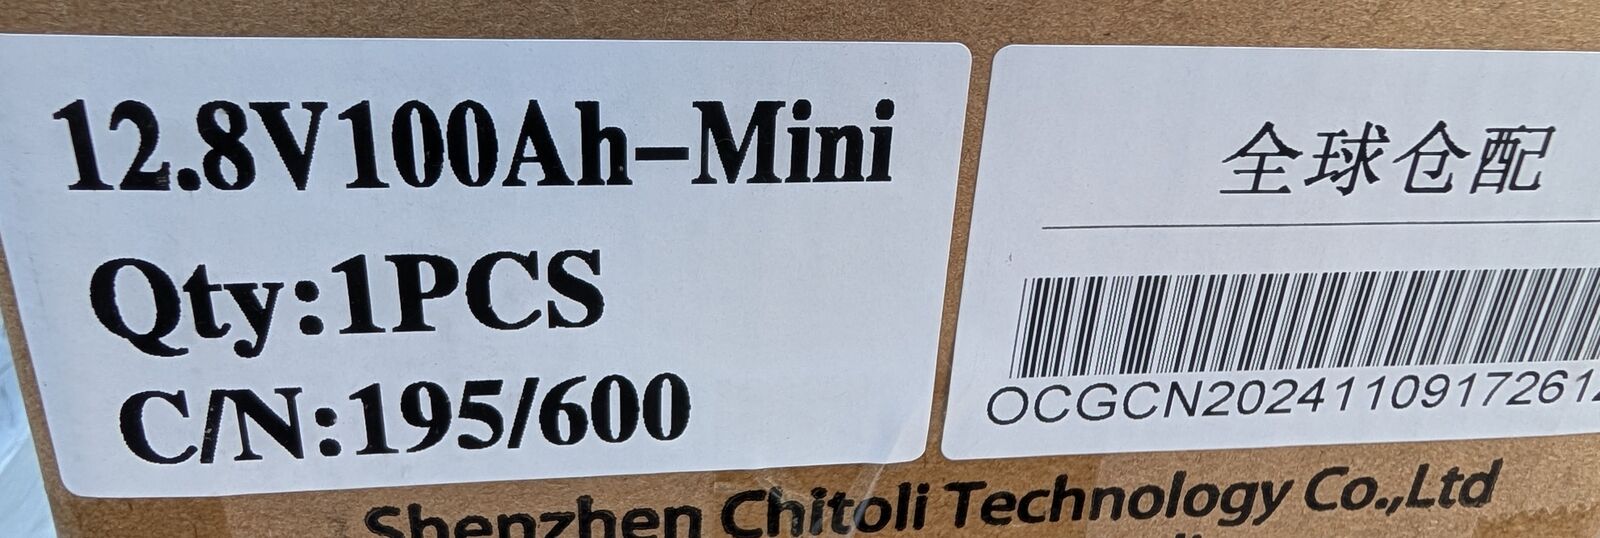 12.8V100Ah-Mini
Qty:1PCS
C/N:195/600
全球仓配
Shenzhen Chitoli Technology Co.,Ltd